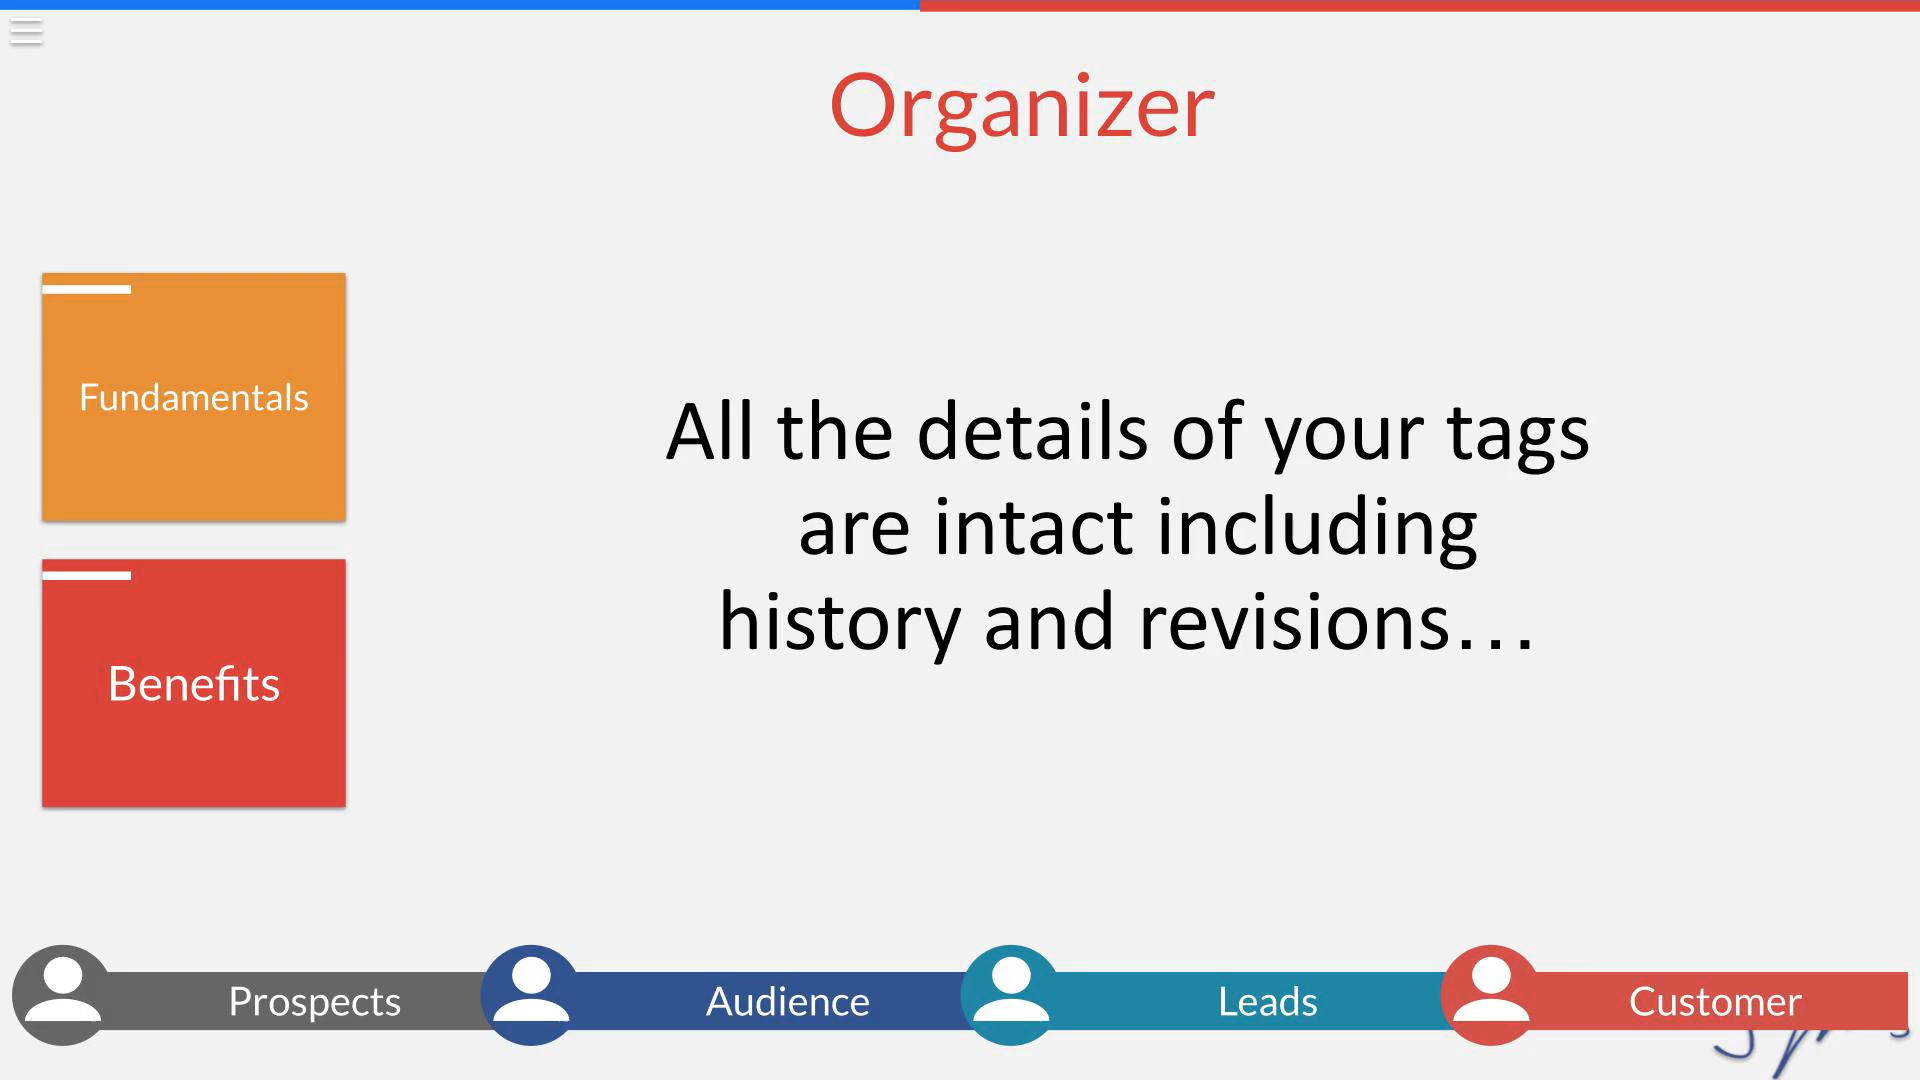 Organizer
Fundamentals
All the details of your tags
are intact including
history and revisions...
Benefits
Prospects
Audience
Leads
Customer